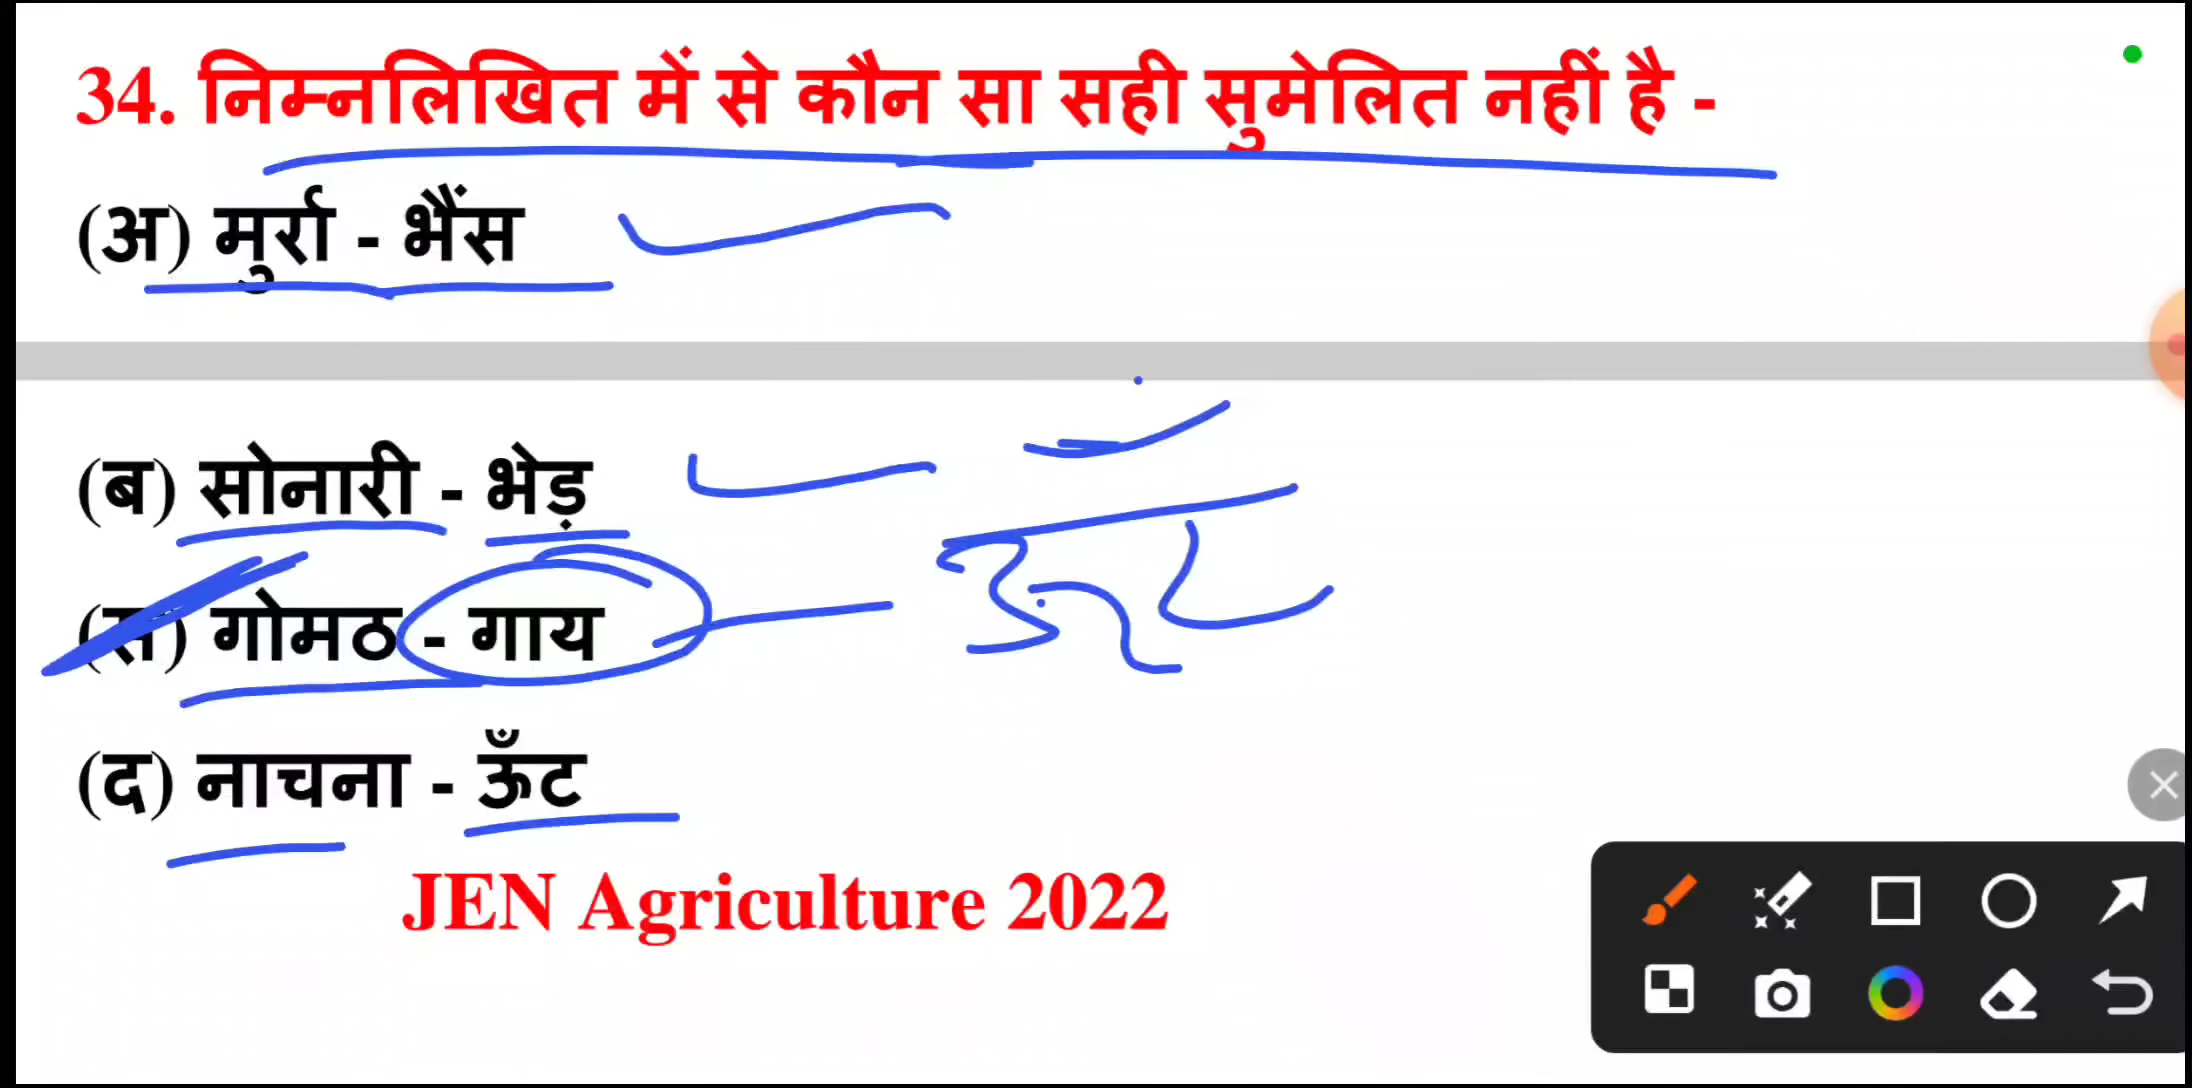 34. निम्नलिखित में से कौन सा सही सुमेलित नहीं है -
(अ) मुर्रा - भैंस
(ब) सोनारी - भेड़
(स) गोमठ - गाय
(द) नाचना - ऊँट
JEN Agriculture 2022